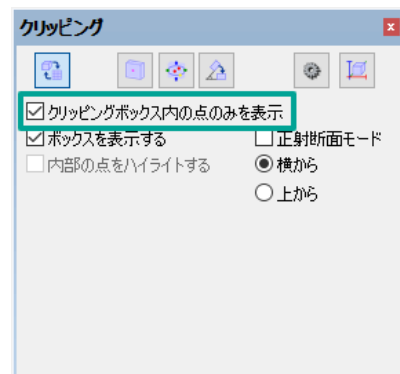 クリッピング
クリッピングボックス内の点のみを表示
ボックスを表示する 正射断面モード
内部の点をハイライトする 横から
上から